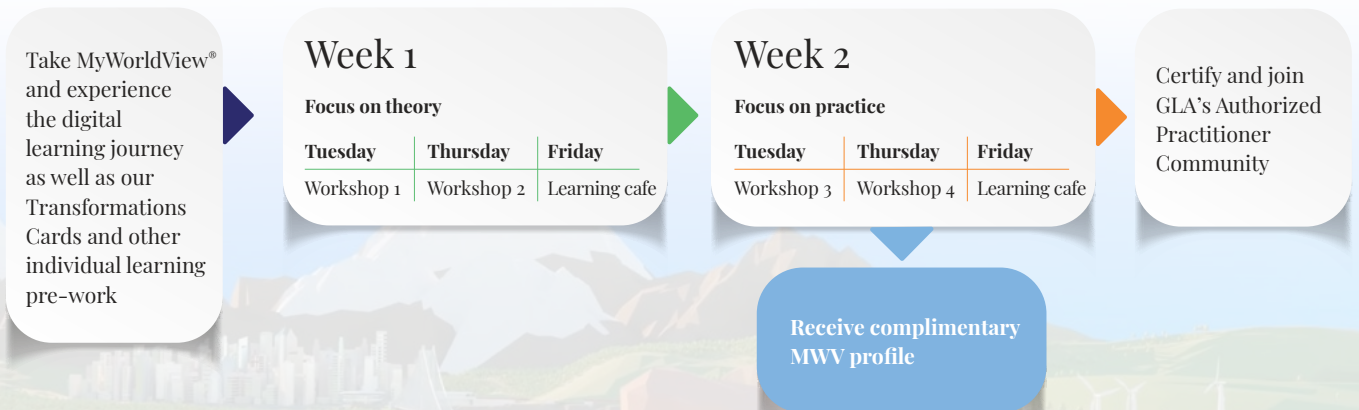 Take MyWorldView®
and experience
the digital
learning journey
as well as our
Transformations
Cards and other
individual learning
pre-work
Week 1
Focus on theory
Tuesday Thursday Friday
Workshop 1 Workshop 2 Learning cafe
Week 2
Focus on practice
Tuesday Thursday Friday
Workshop 3 Workshop 4 Learning cafe
Receive complimentary
MWV profile
Certify and join
GLA’s Authorized
Practitioner
Community